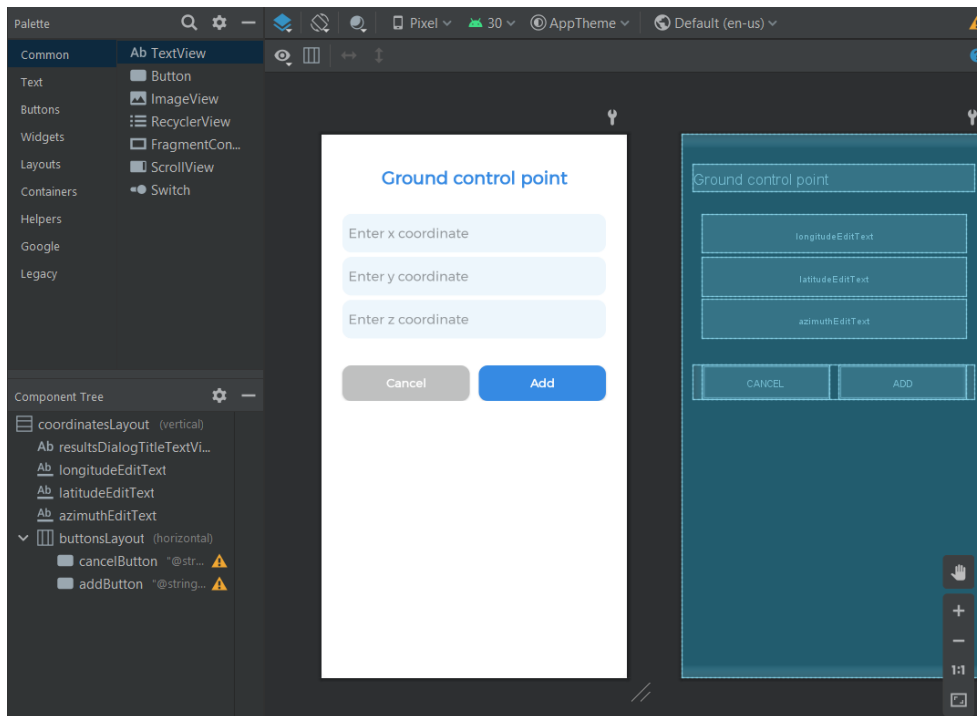 Palette
Pixel
30
AppTheme
Default (en-us)
Common
Text
Buttons
Widgets
Layouts
Containers
Helpers
Google
Legacy
Ab TextView
Button
ImageView
RecyclerView
FragmentCon...
ScrollView
Switch
Component Tree
coordinatesLayout (vertical)
Ab resultsDialogTitleTextVi...
Ab longitudeEditText
Ab latitudeEditText
Ab azimuthEditText
buttonsLayout (horizontal)
cancelButton "@str...
addButton "@string...
Ground control point
Enter x coordinate
Enter y coordinate
Enter z coordinate
Cancel Add
Ground control point
longitudeEditText
latitudeEditText
azimuthEditText
CANCEL ADD
1:1